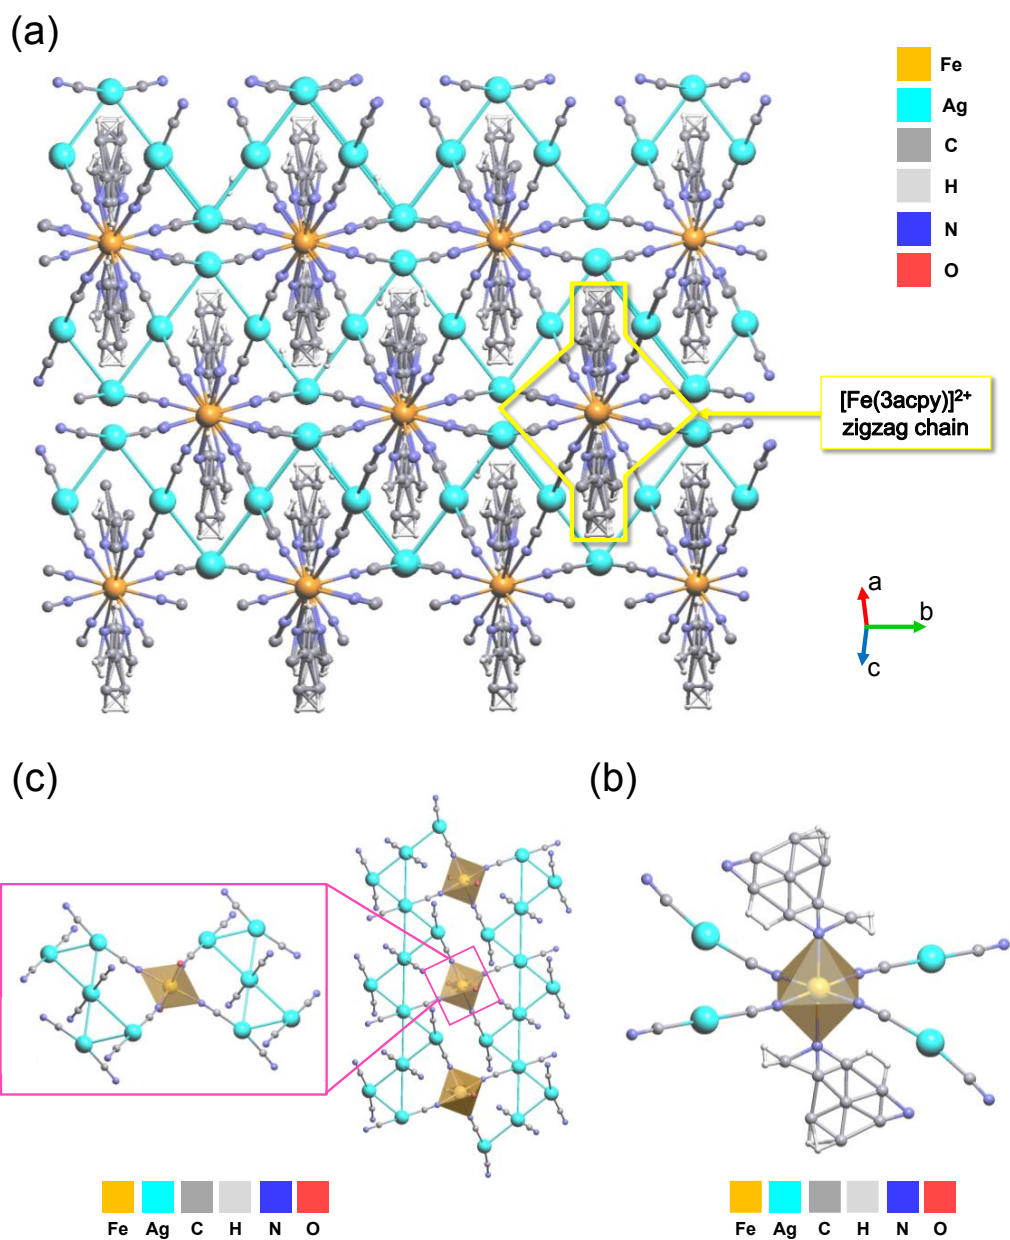 (a)
Fe
Ag
C
H
N
O
[Fe(3acpy)]²⁺
zigzag chain
a
b
c
(c)
(b)
Fe Ag C H N O
Fe Ag C H N O